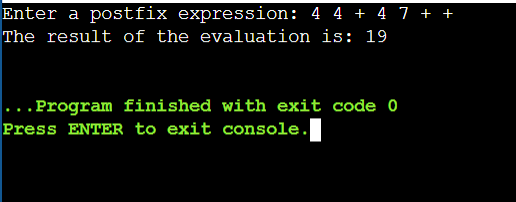 Enter a postfix expression: 4 4 + 4 7 + +
The result of the evaluation is: 19
...Program finished with exit code 0
Press ENTER to exit console.